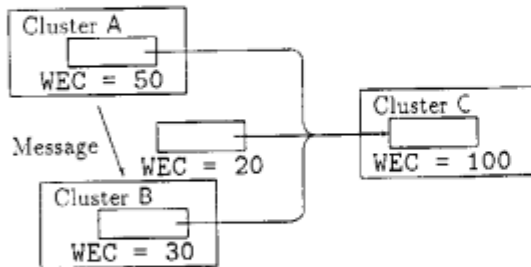 Cluster A
WEC = 50
Message
WEC = 20
Cluster B
WEC = 30
Cluster C
WEC = 100